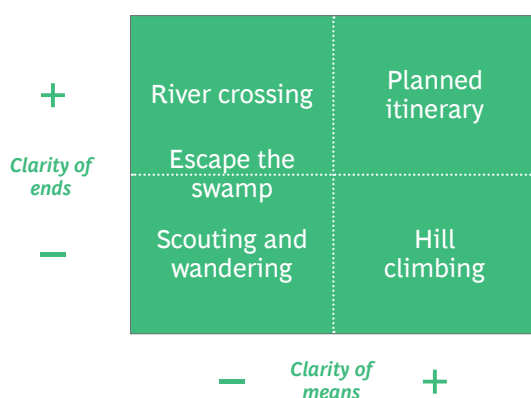 +
Clarity of
ends
−
River crossing
Planned
itinerary
Escape the
swamp
Scouting and
wandering
Hill
climbing
−
Clarity of
means
+